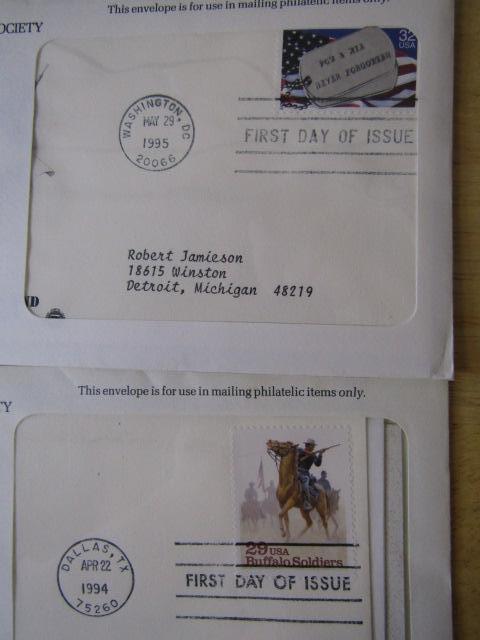 This envelope is for use in mailing philatelic items only.
OCIETY
32
USA
POW & MIA
NEVER FORGOTTEN
WASHINGTON, DC
MAY 29
1995
20066
FIRST DAY OF ISSUE
Robert Jamieson
18615 Winston
Detroit, Michigan 48219
D
This envelope is for use in mailing philatelic items only.
TY
DALLAS, TX
APR 22
1994
75260
29 USA
Buffalo Soldiers
FIRST DAY OF ISSUE